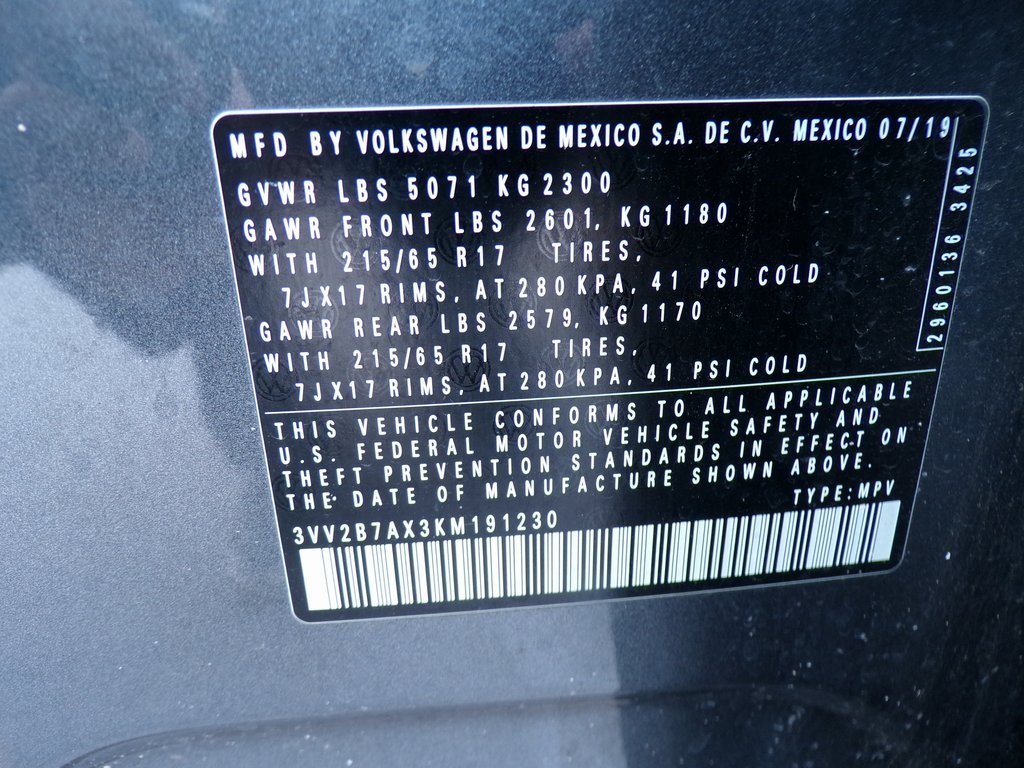 MFD BY VOLKSWAGEN DE MEXICO S.A. DE C.V. MEXICO 07/19
GVWR LBS 5071 KG 2300
GAWR FRONT LBS 2601, KG 1180
WITH 215/65 R17 TIRES,
7JX17 RIMS, AT 280 KPA, 41 PSI COLD
GAWR REAR LBS 2579, KG 1170
WITH 215/65 R17 TIRES,
7JX17 RIMS, AT 280 KPA, 41 PSI COLD
2960136 3425
THIS VEHICLE CONFORMS TO ALL APPLICABLE
U.S. FEDERAL MOTOR VEHICLE SAFETY AND
THEFT PREVENTION STANDARDS IN EFFECT ON
THE DATE OF MANUFACTURE SHOWN ABOVE.
TYPE: MPV
3VV2B7AX3KM191230